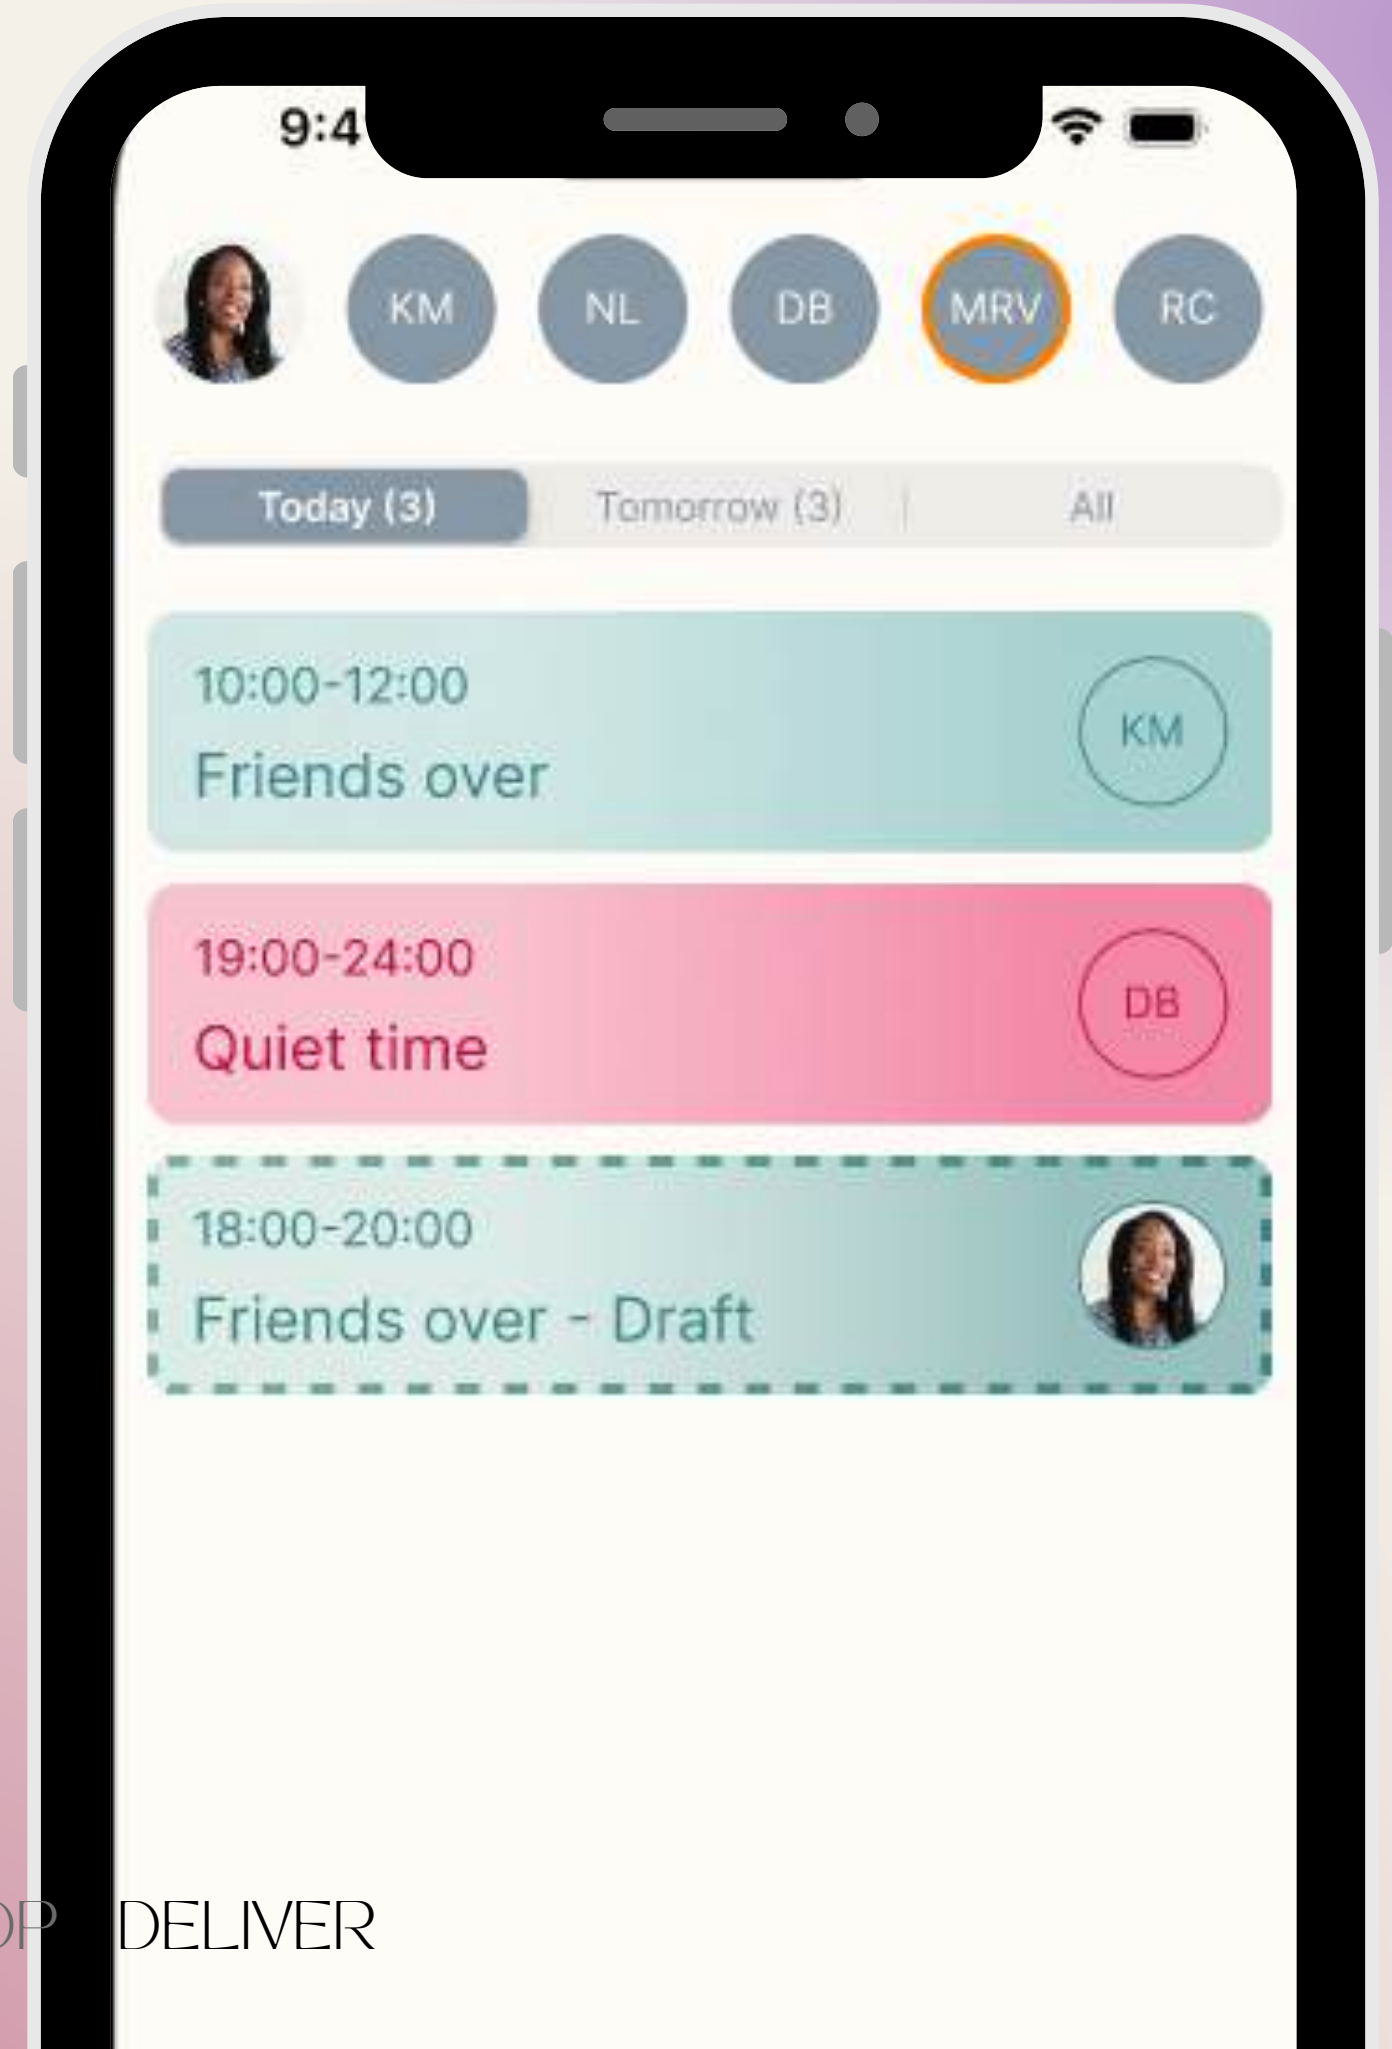 9:4
KM NL DB MRV RC
Today (3) Tomorrow (3) All
10:00-12:00
Friends over
KM
19:00-24:00
Quiet time
DB
18:00-20:00
Friends over - Draft
OP DELIVER